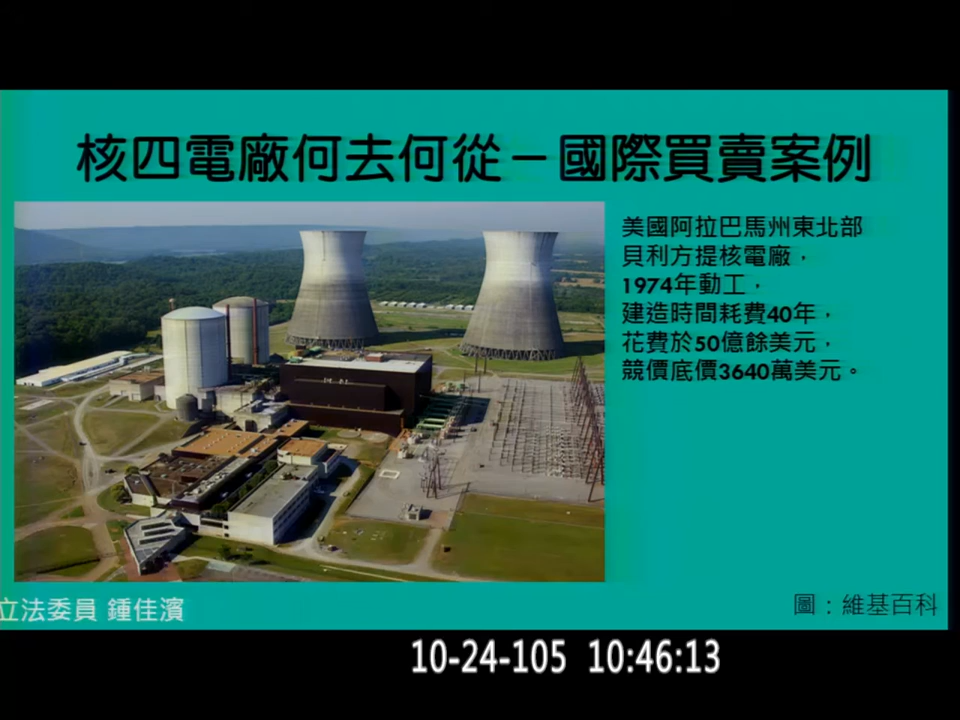 核四電廠何去何從－國際買賣案例
美國阿拉巴馬州東北部
貝利方提核電廠，
1974年動工，
建造時間耗費40年，
花費於50億餘美元，
競價底價3640萬美元。
立法委員 鍾佳濱
圖：維基百科
10-24-105 10:46:13